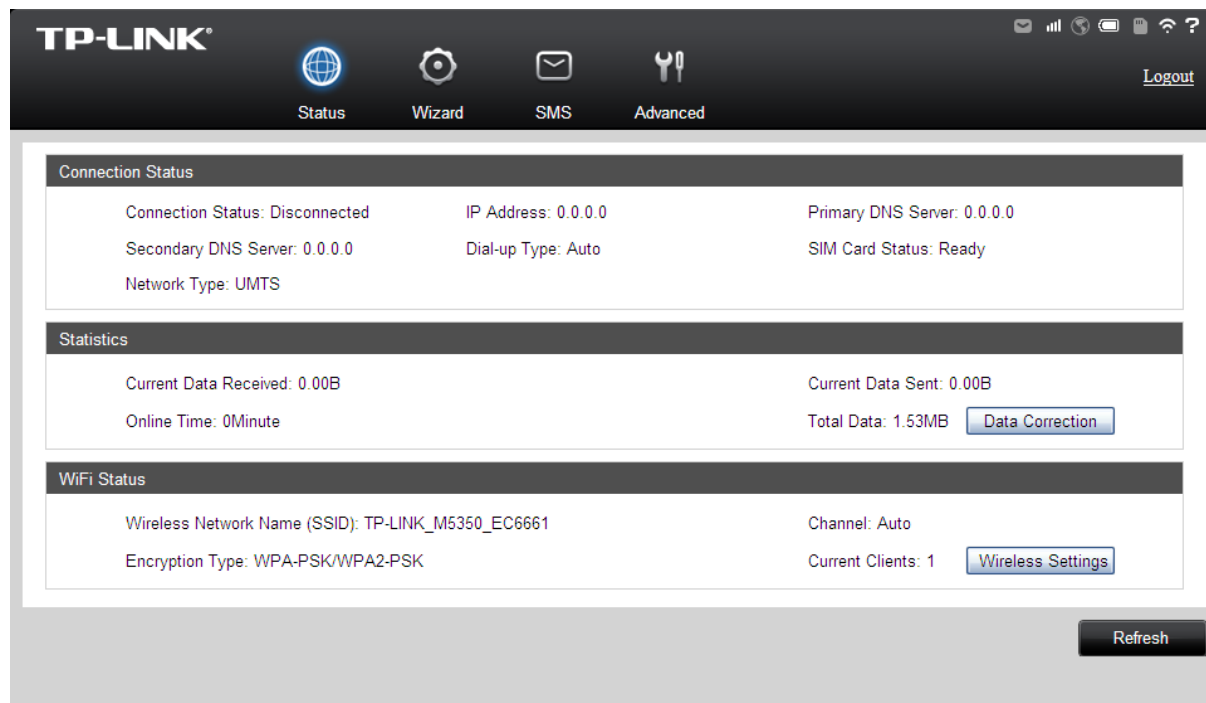 TP-LINK
?
Logout
Status Wizard SMS Advanced
Connection Status
Connection Status: Disconnected IP Address: 0.0.0.0 Primary DNS Server: 0.0.0.0
Secondary DNS Server: 0.0.0.0 Dial-up Type: Auto SIM Card Status: Ready
Network Type: UMTS
Statistics
Current Data Received: 0.00B Current Data Sent: 0.00B
Online Time: 0Minute Total Data: 1.53MB Data Correction
WiFi Status
Wireless Network Name (SSID): TP-LINK_M5350_EC6661 Channel: Auto
Encryption Type: WPA-PSK/WPA2-PSK Current Clients: 1 Wireless Settings
Refresh